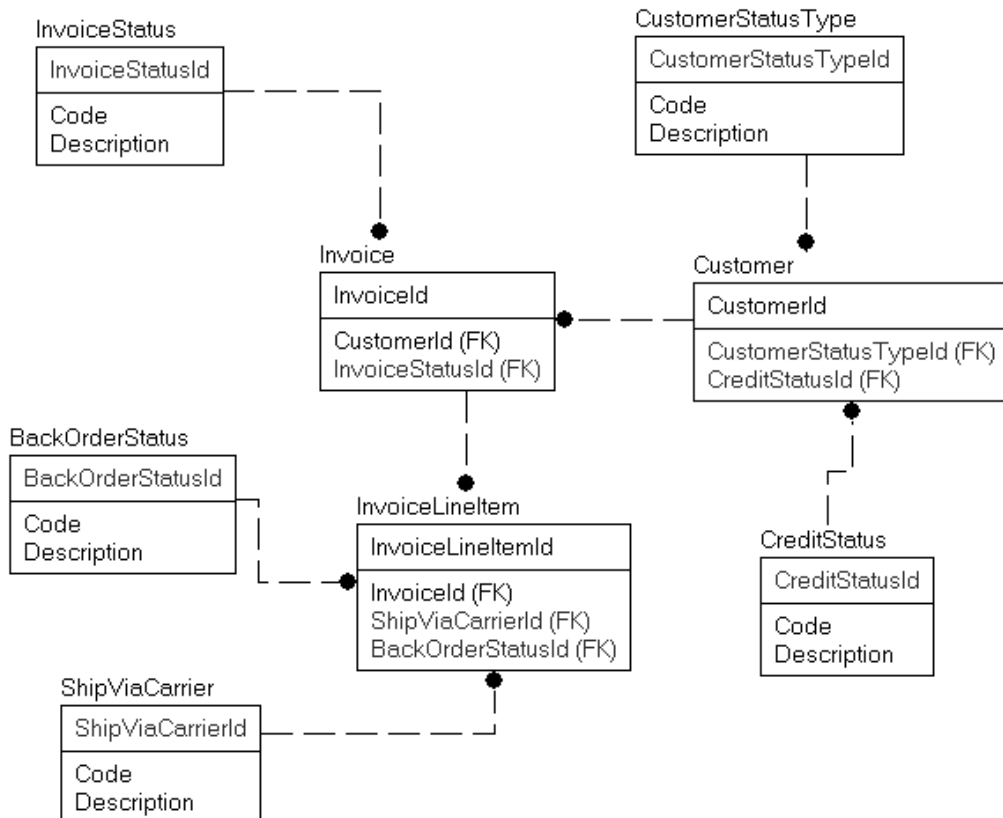 InvoiceStatus
InvoiceStatusId
Code
Description
CustomerStatusType
CustomerStatusTypeId
Code
Description
Invoice
InvoiceId
CustomerId (FK)
InvoiceStatusId (FK)
Customer
CustomerId
CustomerStatusTypeId (FK)
CreditStatusId (FK)
BackOrderStatus
BackOrderStatusId
Code
Description
InvoiceLineItem
InvoiceLineItemId
InvoiceId (FK)
ShipViaCarrierId (FK)
BackOrderStatusId (FK)
CreditStatus
CreditStatusId
Code
Description
ShipViaCarrier
ShipViaCarrierId
Code
Description